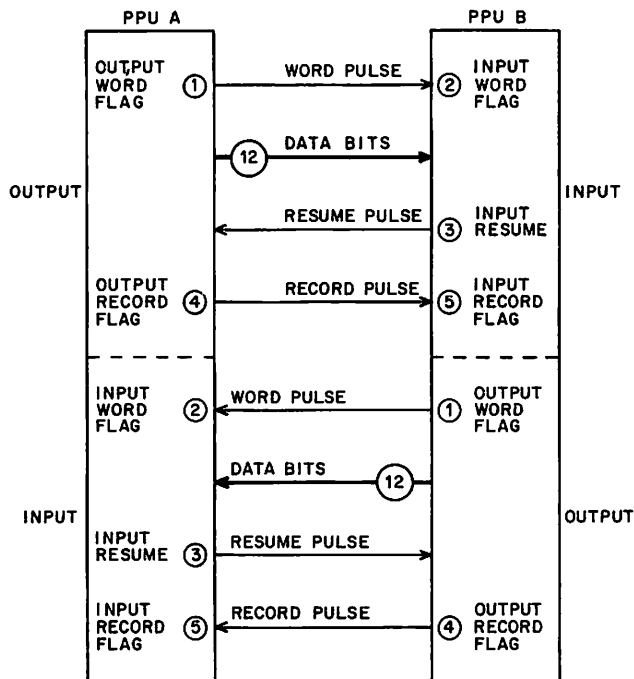 PPU A
PPU B
OUTPUT
WORD
FLAG
①
WORD PULSE
②
INPUT
WORD
FLAG
12
DATA BITS
OUTPUT
INPUT
RESUME PULSE
③
INPUT
RESUME
OUTPUT
RECORD
FLAG
④
RECORD PULSE
⑤
INPUT
RECORD
FLAG
INPUT
WORD
FLAG
②
WORD PULSE
①
OUTPUT
WORD
FLAG
DATA BITS
12
INPUT
OUTPUT
INPUT
RESUME
③
RESUME PULSE
INPUT
RECORD
FLAG
⑤
RECORD PULSE
④
OUTPUT
RECORD
FLAG